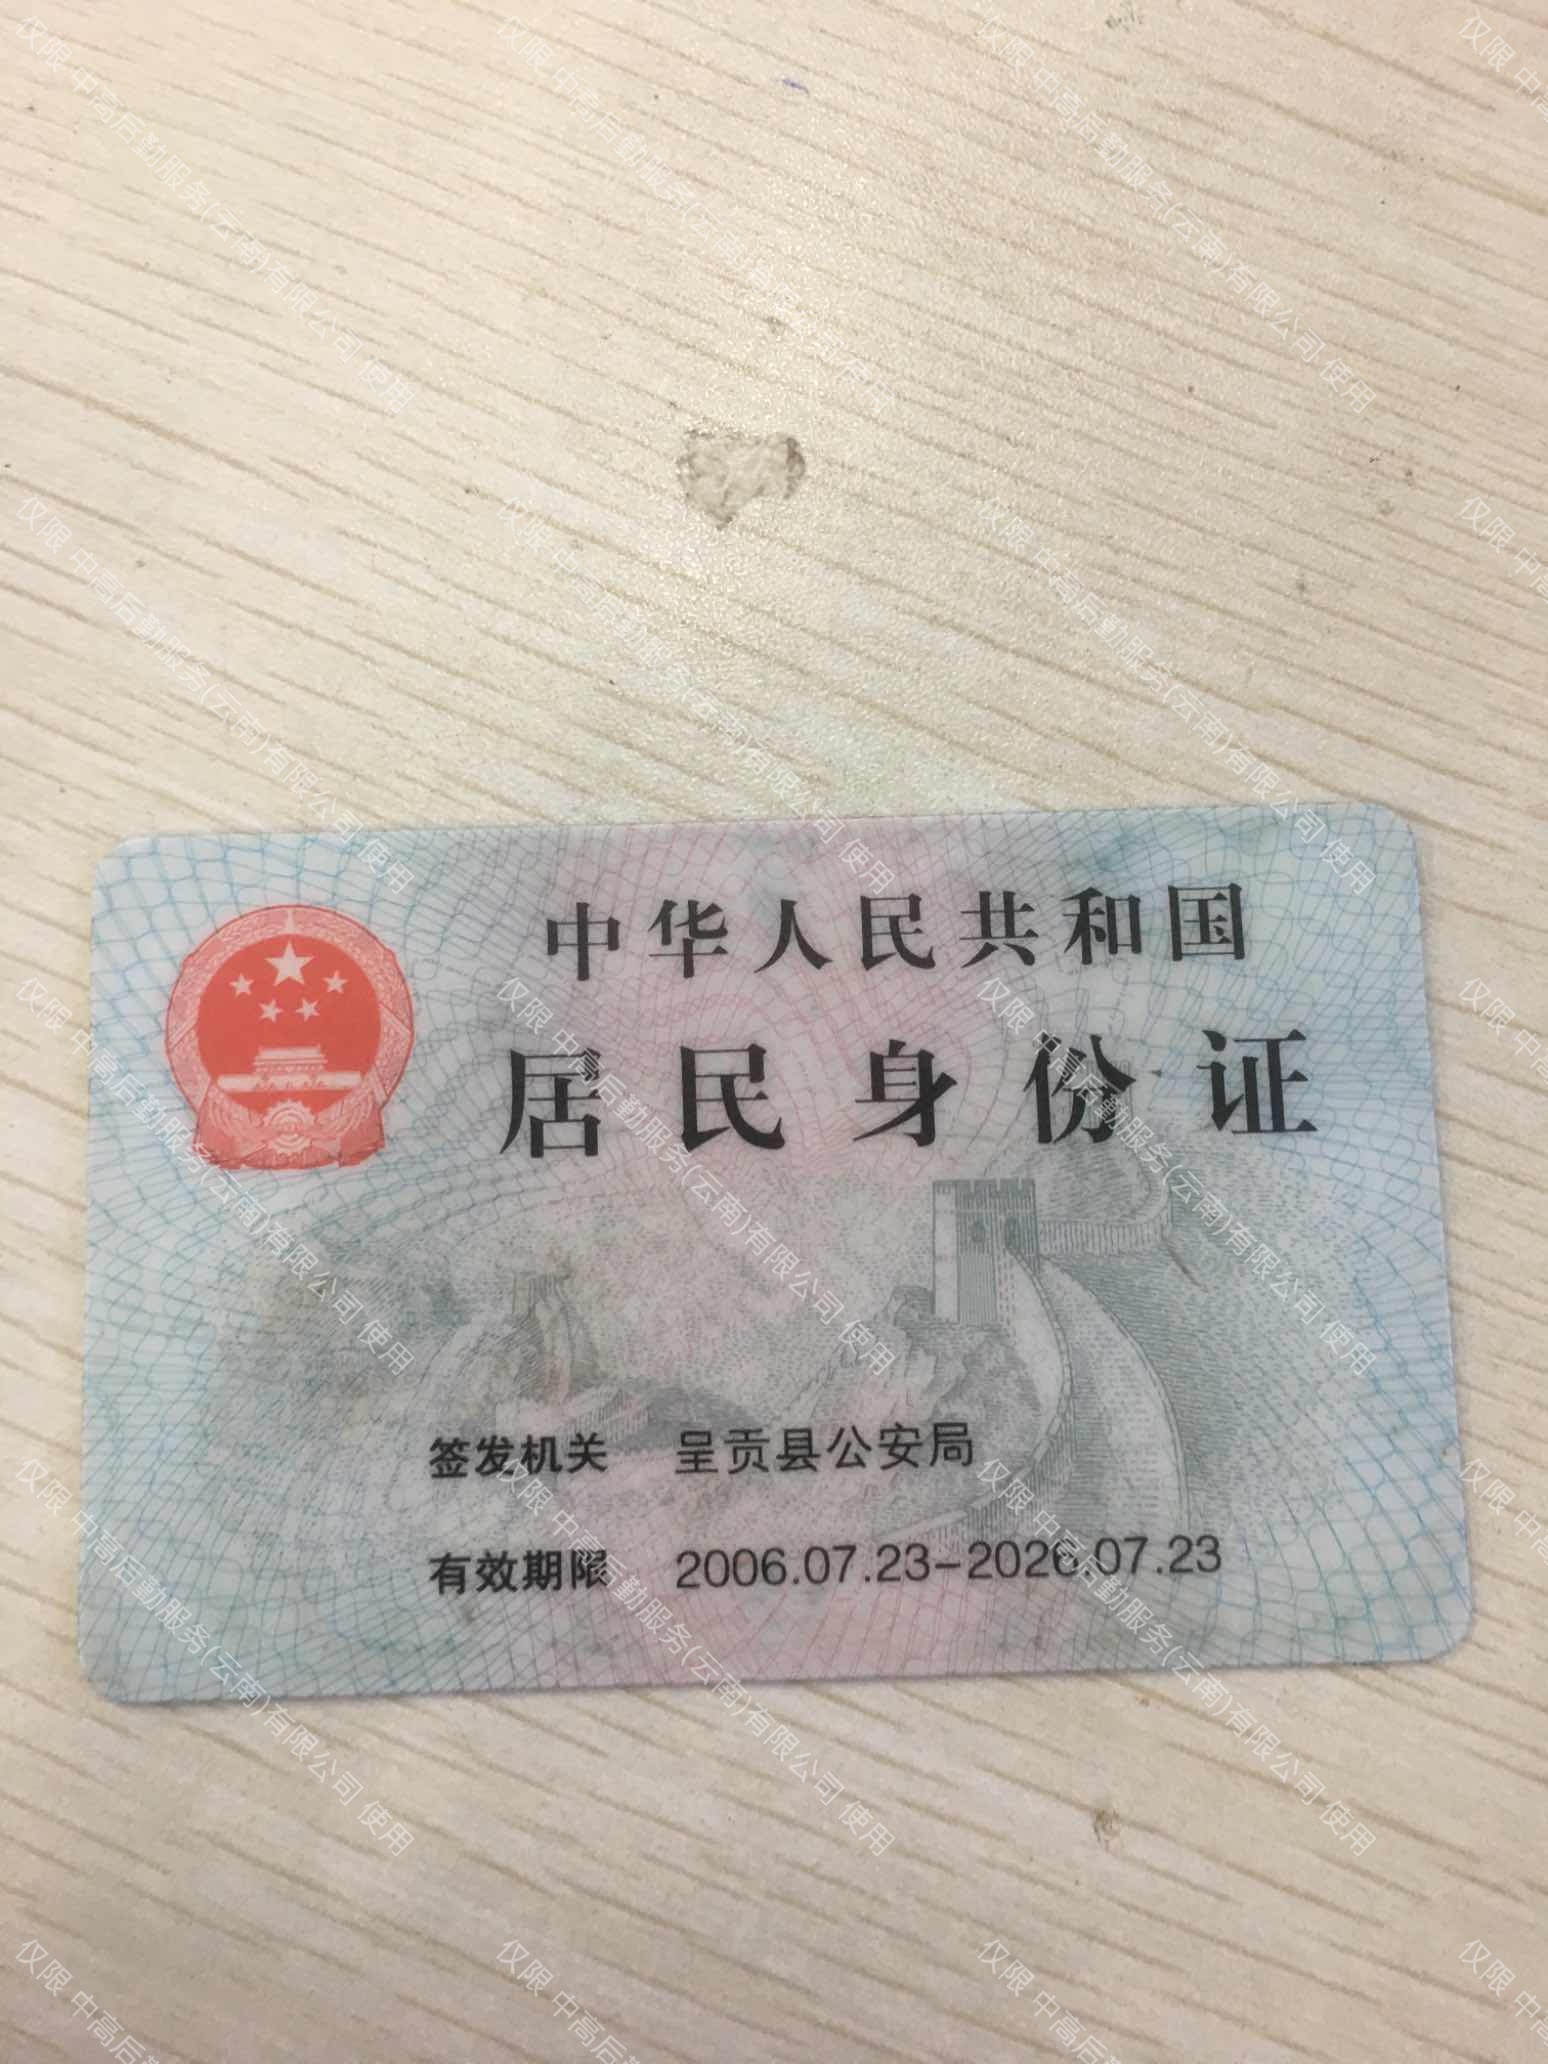 中华人民共和国
居民身份证
签发机关 呈贡县公安局
有效期限 2006.07.23-2026.07.23
仅限 中高后勤服务(云南)有限公司 使用